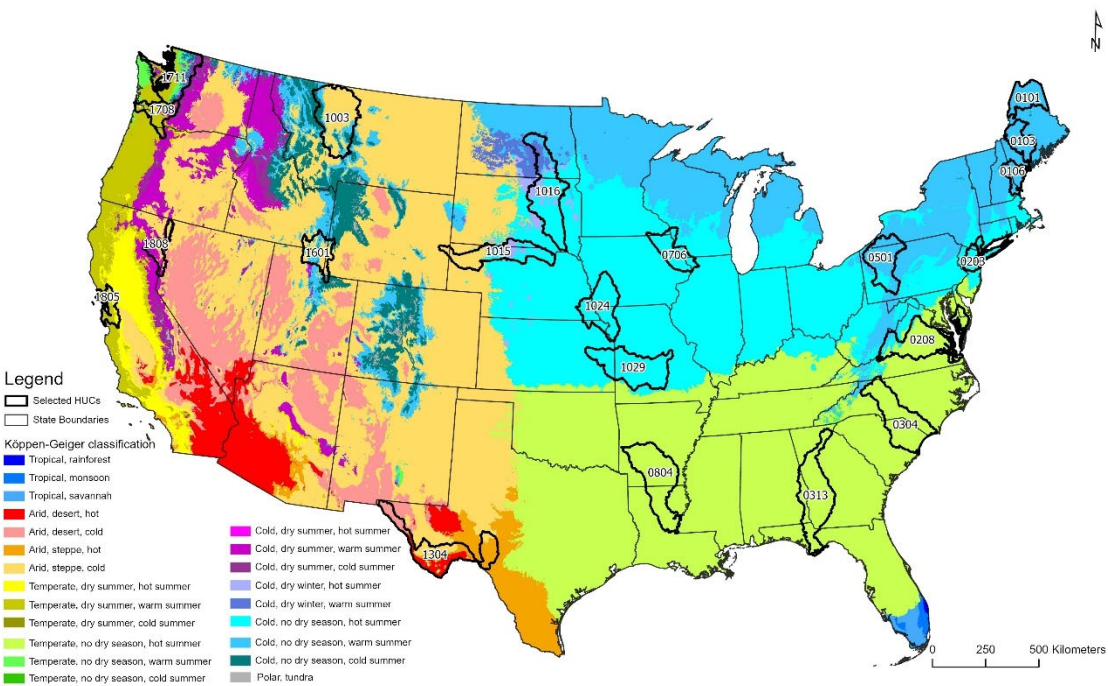 N
1711
1708
1003
0101
0103
0106
1016
1808
1601
1015
0706
0501
0203
1805
1024
0208
1029
0304
0804
0313
1304
Legend
Selected HUCs
State Boundaries
Köppen-Geiger classification
Tropical, rainforest
Tropical, monsoon
Tropical, savannah
Arid, desert, hot
Arid, desert, cold
Arid, steppe, hot
Arid, steppe, cold
Temperate, dry summer, hot summer
Temperate, dry summer, warm summer
Temperate, dry summer, cold summer
Temperate, no dry season, hot summer
Temperate, no dry season, warm summer
Temperate, no dry season, cold summer
Cold, dry summer, hot summer
Cold, dry summer, warm summer
Cold, dry summer, cold summer
Cold, dry winter, hot summer
Cold, dry winter, warm summer
Cold, no dry season, hot summer
Cold, no dry season, warm summer
Cold, no dry season, cold summer
Polar, tundra
0 250 500 Kilometers